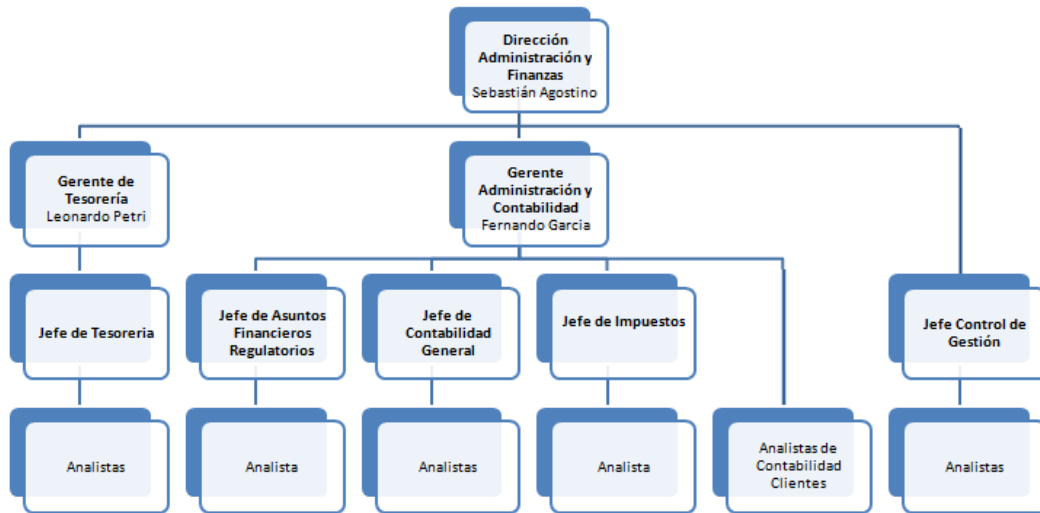 Dirección
Administración y
Finanzas
Sebastián Agostino
Gerente de
Tesorería
Leonardo Petri
Gerente
Administración y
Contabilidad
Fernando Garcia
Jefe de Tesoreria
Jefe de Asuntos
Financieros
Regulatorios
Jefe de
Contabilidad
General
Jefe de Impuestos
Jefe Control de
Gestión
Analistas
Analista
Analistas
Analista
Analistas de
Contabilidad
Clientes
Analistas